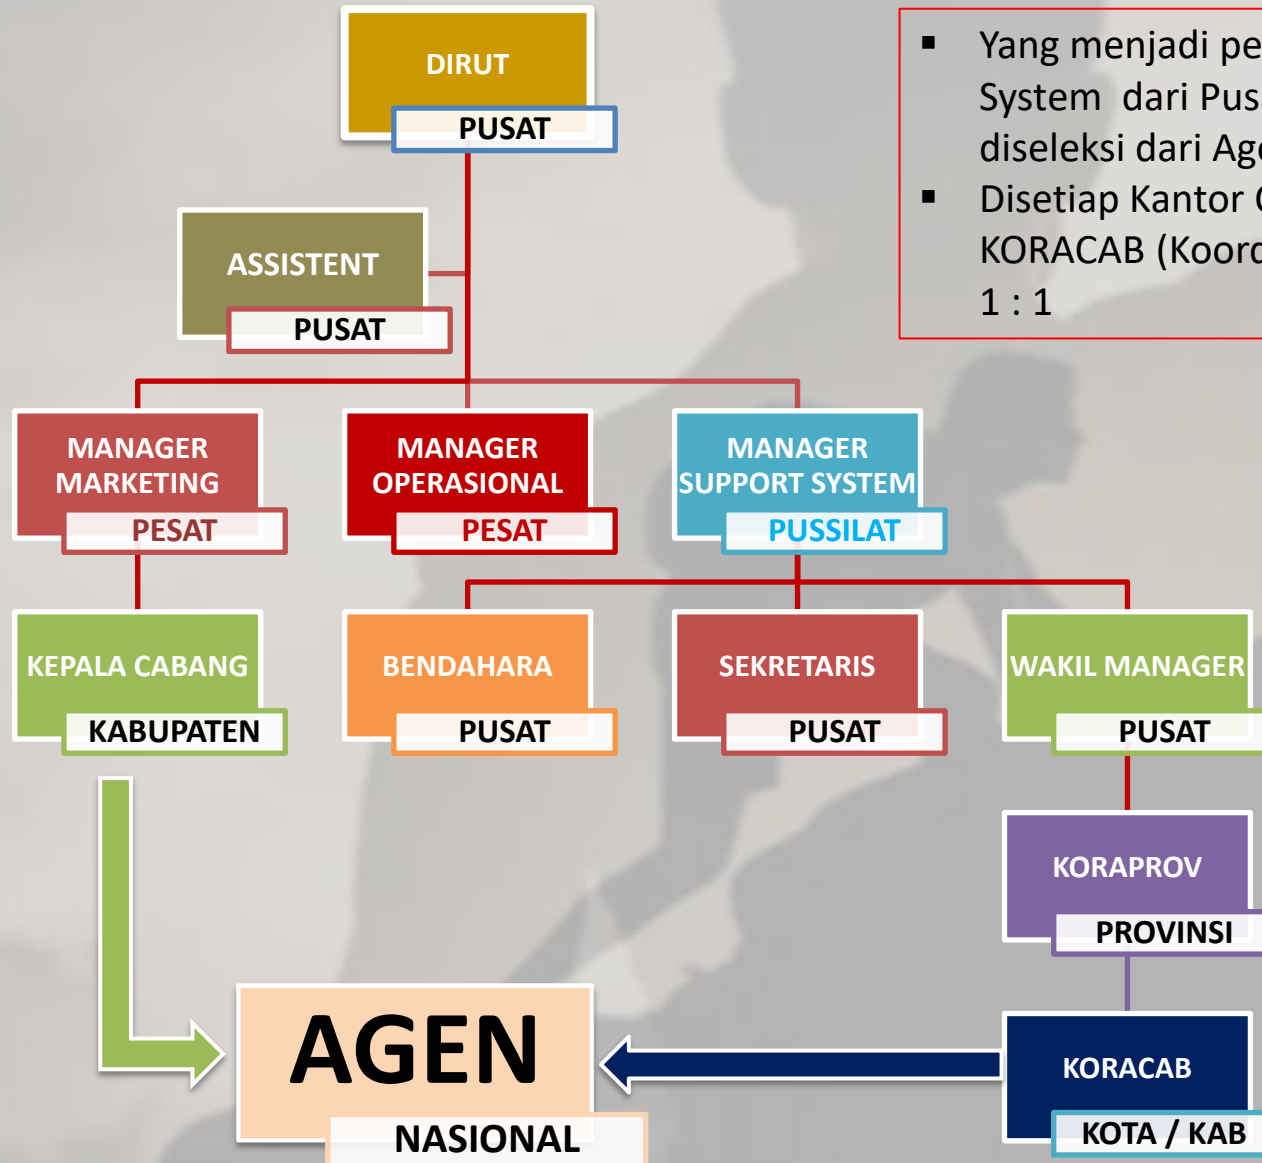 DIRUT
PUSAT
ASSISTENT
PUSAT
▪ Yang menjadi
System dari
diseleksi dari
▪ Disetiap Kantor
KORACAB
1 : 1
MANAGER
MARKETING
PESAT
MANAGER
OPERASIONAL
PESAT
MANAGER
SUPPORT SYSTEM
PUSSILAT
KEPALA CABANG
KABUPATEN
BENDAHARA
PUSAT
SEKRETARIS
PUSAT
WAKIL MANAGER
PUSAT
KORAPROV
PROVINSI
AGEN
NASIONAL
KORACAB
KOTA / KAB